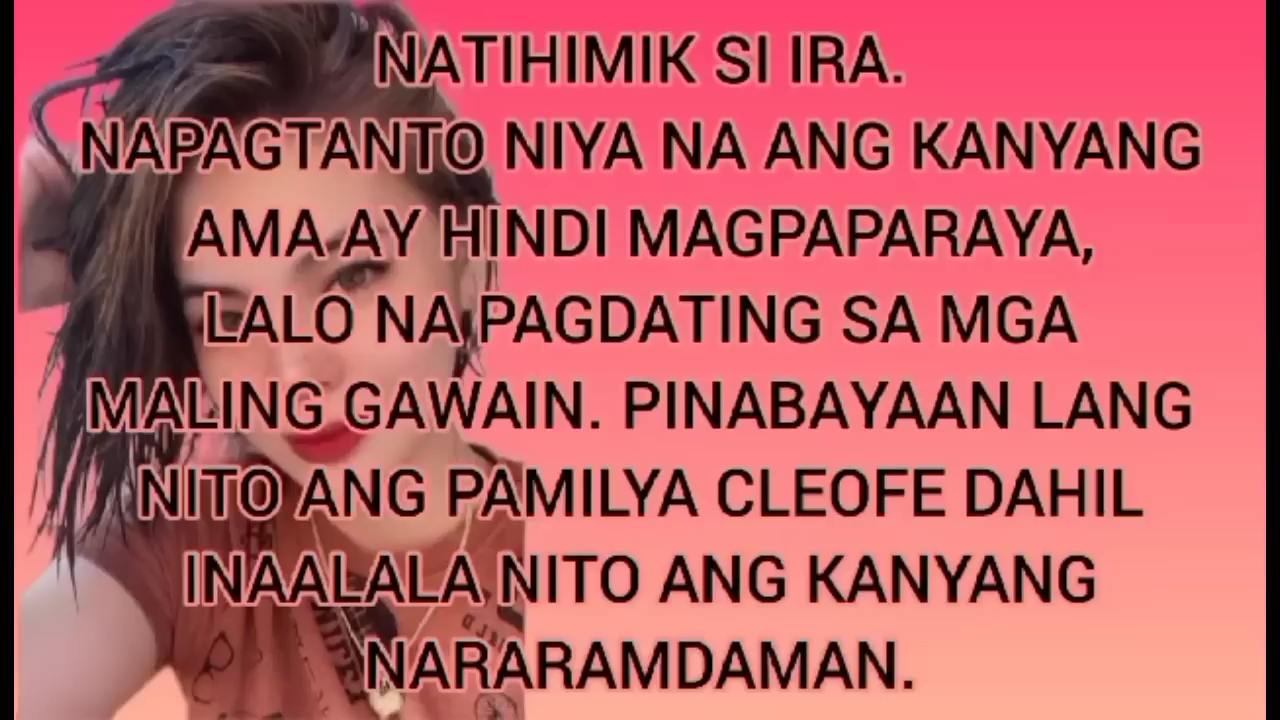 NATIHIMIK SI IRA.
NAPAGTANTO NIYA NA ANG KANYANG
AMA AY HINDI MAGPAPARAYA,
LALO NA PAGDATING SA MGA
MALING GAWAIN. PINABAYAAN LANG
NITO ANG PAMILYA CLEOFE DAHIL
INAALALA NITO ANG KANYANG
NARARAMDAMAN.